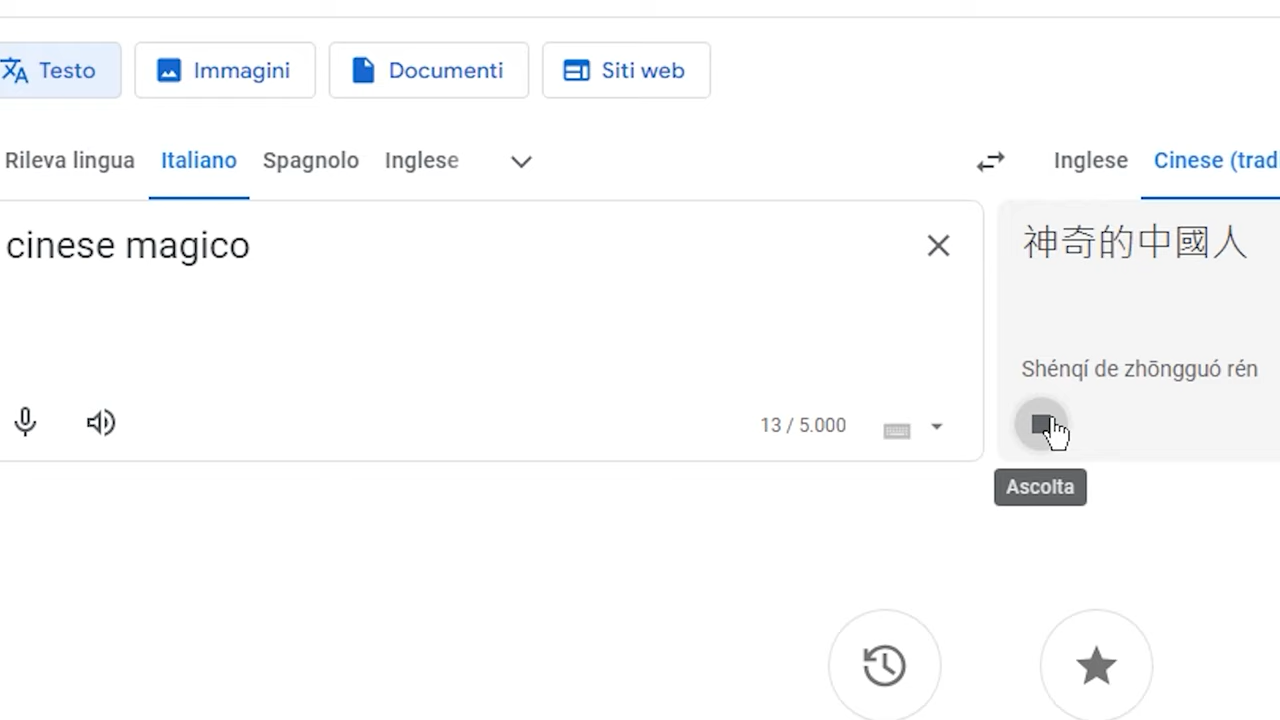 Testo Immagini Documenti Siti web
Rileva lingua Italiano Spagnolo Inglese Inglese Cinese (trad
cinese magico
神奇的中國人
Shénqí de zhōngguó rén
13 / 5.000
Ascolta